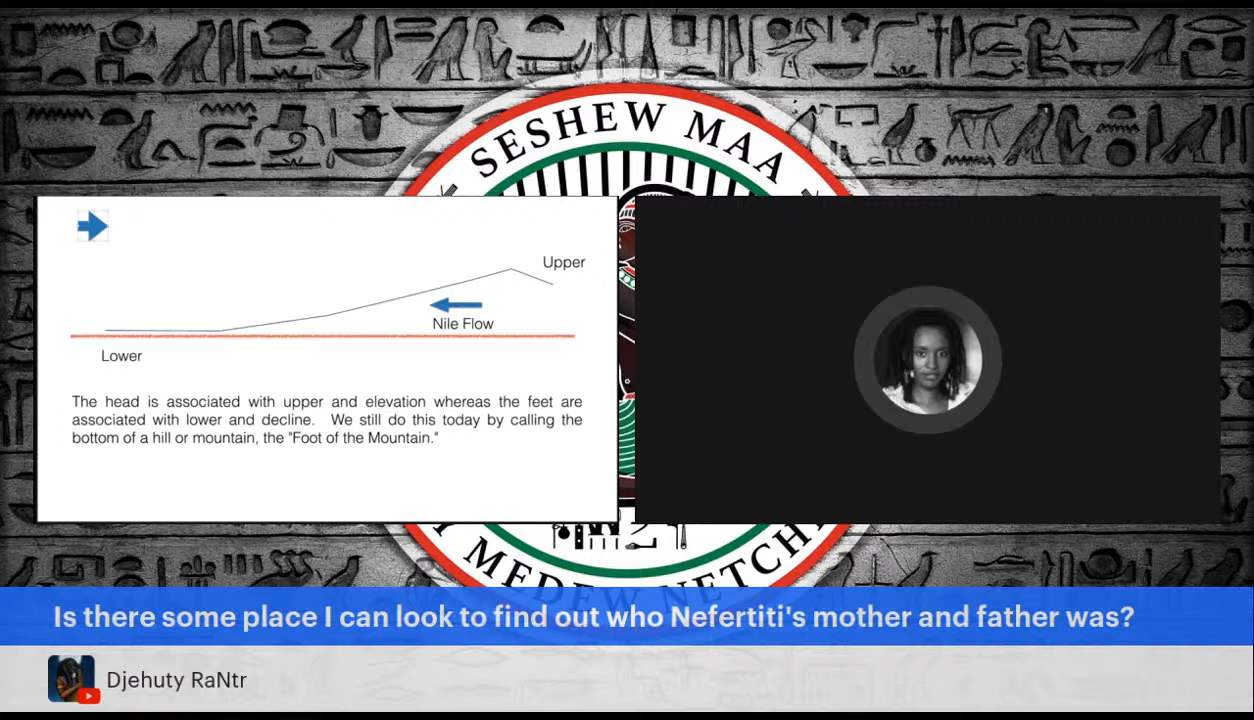 SESHEW MAA
Upper
Nile Flow
Lower
The head is associated with upper and elevation whereas the feet are
associated with lower and decline. We still do this today by calling the
bottom of a hill or mountain, the "Foot of the Mountain."
MEDEW NETCH
Is there some place I can look to find out who Nefertiti's mother and father was?
Djehuty RaNtr